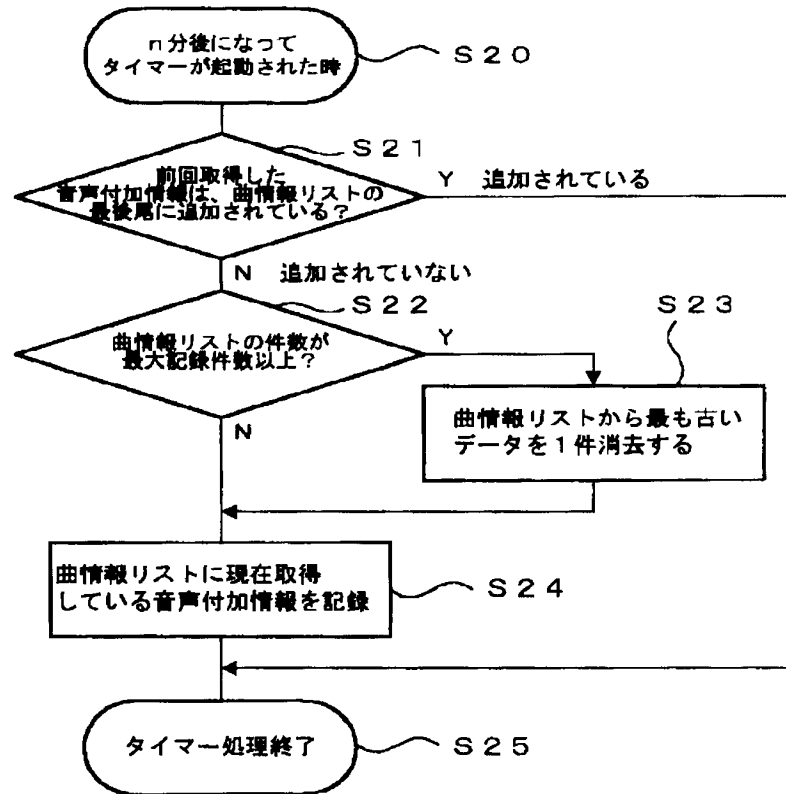 n分後になって
タイマーが起動された時
S20
S21
前回取得した
音声付加情報は、曲情報リストの
最後尾に追加されている?
Y 追加されている
N 追加されていない
S22
曲情報リストの件数が
最大記録件数以上?
Y
S23
N
曲情報リストから最も古い
データを1件消去する
曲情報リストに現在取得
している音声付加情報を記録
S24
タイマー処理終了
S25